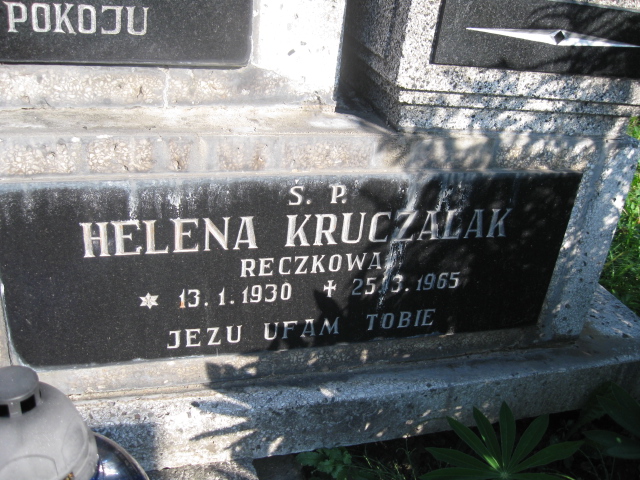 POKOJU
S. P.
HELENA KRUCZALAK
RECZKOWA
13.1.1930 25.3.1965
JEZU UFAM TOBIE